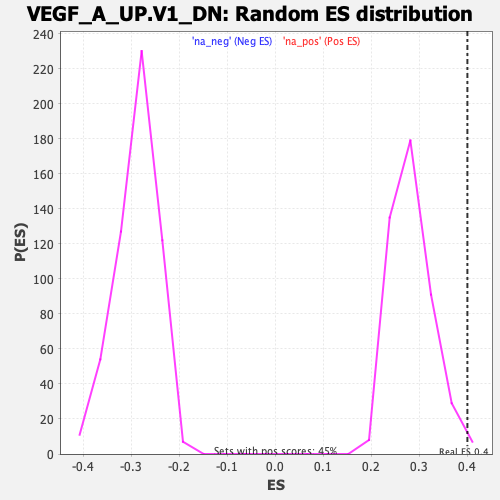 VEGF_A_UP.V1_DN: Random ES distribution
'na_neg' (Neg ES) 'na_pos' (Pos ES)
240
220
200
180
160
140
120
100
80
60
40
20
0
P(ES)
Sets with pos scores: 45%
Real ES 0.4
-0.4 -0.3 -0.2 -0.1 0.0 0.1 0.2 0.3 0.4
ES